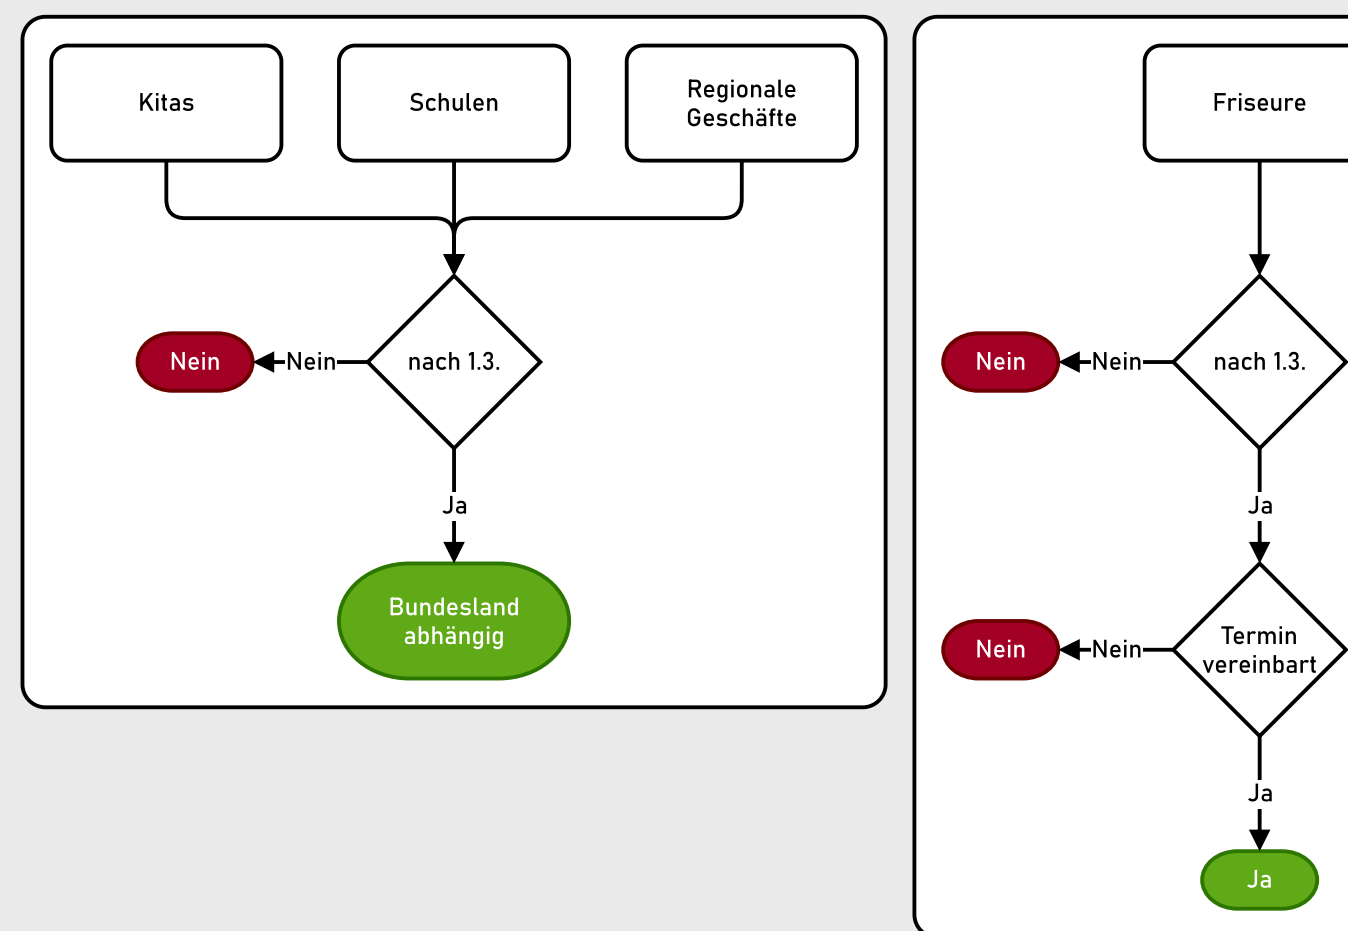 Kitas
Schulen
Regionale
Geschäfte
Nein
Nein
nach 1.3.
Ja
Bundesland
abhängig
Friseure
Nein
Nein
nach 1.3.
Ja
Nein
Nein
Termin
vereinbart
Ja
Ja